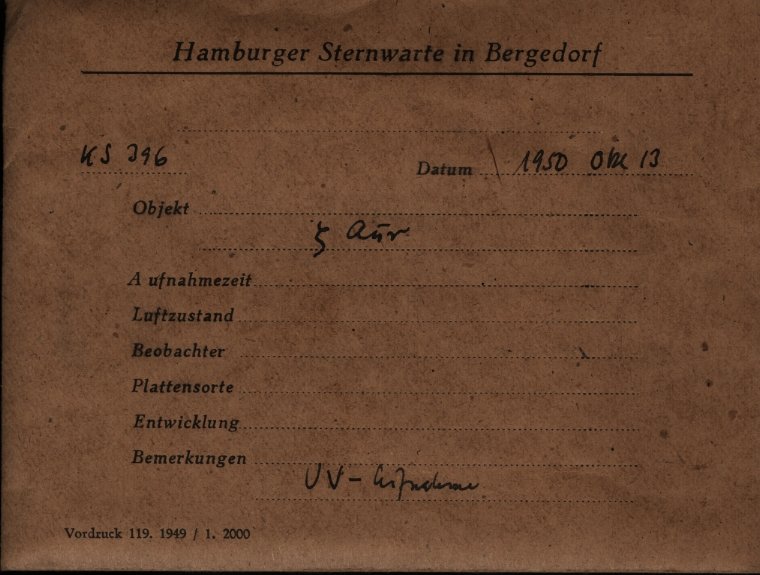 Hamburger Sternwarte in Bergedorf
KS 396 Datum 1950 Okt 13
Objekt
ζ Aur
A ufnahmezeit
Luftzustand
Beobachter
Plattensorte
Entwicklung
Bemerkungen
UV-Aufnahme
Vordruck 119. 1949 / 1. 2000